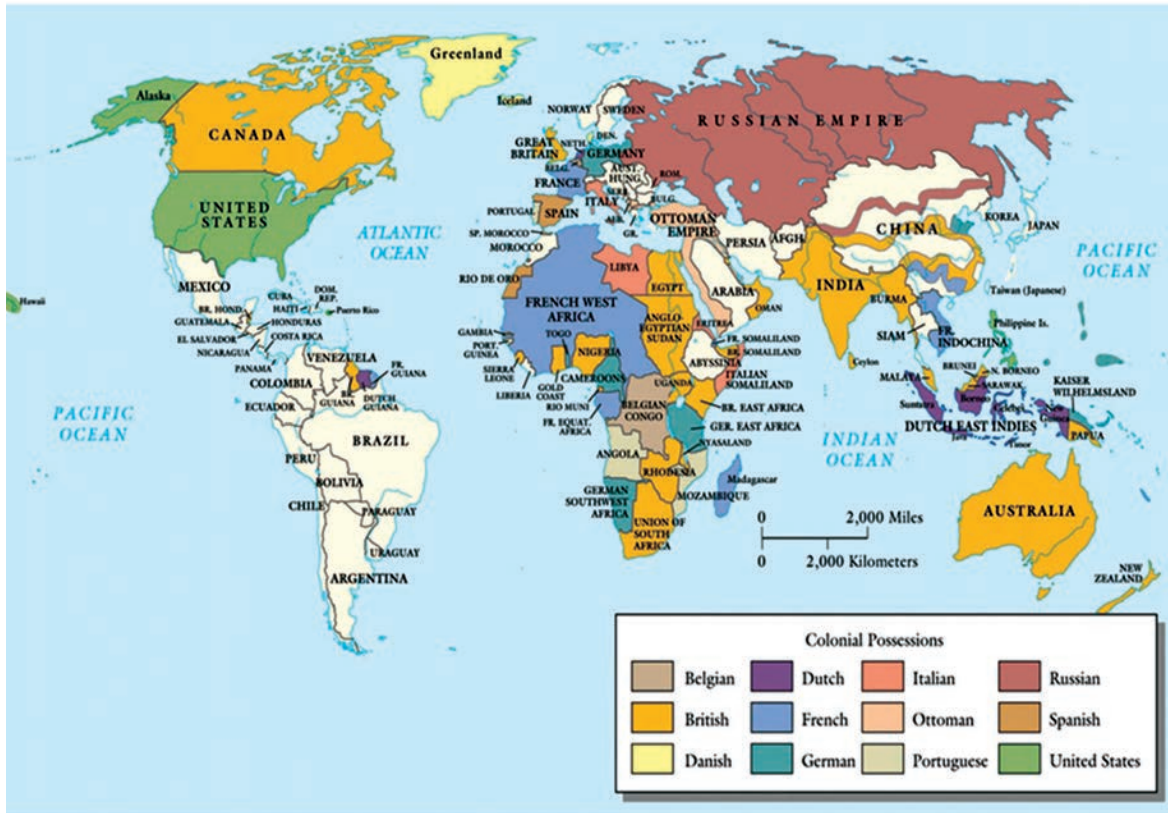 Greenland
Alaska
Iceland
NORWAY
SWEDEN
RUSSIAN EMPIRE
CANADA
DEN.
GREAT
BRITAIN
NETH.
GERMANY
BELG.
AUST.
HUNG.
FRANCE
ROM.
SERB.
BULG.
ITALY
UNITED
STATES
PORTUGAL
SPAIN
ALB.
OTTOMAN
EMPIRE
GR.
KOREA
JAPAN
CHINA
ATLANTIC
OCEAN
SP. MOROCCO
MOROCCO
PERSIA
AFGH.
PACIFIC
OCEAN
MEXICO
RIO DE ORO
LIBYA
EGYPT
ARABIA
INDIA
BURMA
Taiwan (Japanese)
Hawaii
CUBA
DOM.
REP.
HAITI
Puerto Rico
BR. HOND.
GUATEMALA
HONDURAS
EL SALVADOR
COSTA RICA
NICARAGUA
PANAMA
FRENCH WEST
AFRICA
ANGLO-
EGYPTIAN
SUDAN
ERITREA
OMAN
SIAM
FR.
INDOCHINA
Philippine Is.
GAMBIA
PORT.
GUINEA
TOGO
NIGERIA
FR. SOMALILAND
BR. SOMALILAND
ABYSSINIA
ITALIAN
SOMALILAND
Ceylon
BRUNEI
N. BORNEO
MALAYA
SARAWAK
KAISER
WILHELMSLAND
VENEZUELA
FR.
GUIANA
COLOMBIA
BR.
GUIANA
DUTCH
GUIANA
SIERRA
LEONE
LIBERIA
GOLD
COAST
CAMEROONS
RIO MUNI
FR. EQUAT.
AFRICA
UGANDA
BELGIAN
CONGO
BR. EAST AFRICA
GER. EAST AFRICA
NYASALAND
Sumatra
Borneo
Celebes
New
Guinea
DUTCH EAST INDIES
Java
Timor
PAPUA
PACIFIC
OCEAN
ECUADOR
BRAZIL
PERU
BOLIVIA
CHILE
PARAGUAY
URAGUAY
ARGENTINA
ANGOLA
RHODESIA
MOZAMBIQUE
Madagascar
GERMAN
SOUTHWEST
AFRICA
UNION OF
SOUTH
AFRICA
INDIAN
OCEAN
AUSTRALIA
NEW
ZEALAND
0 2,000 Miles
0 2,000 Kilometers
Colonial Possessions
Belgian Dutch Italian Russian
British French Ottoman Spanish
Danish German Portuguese United States